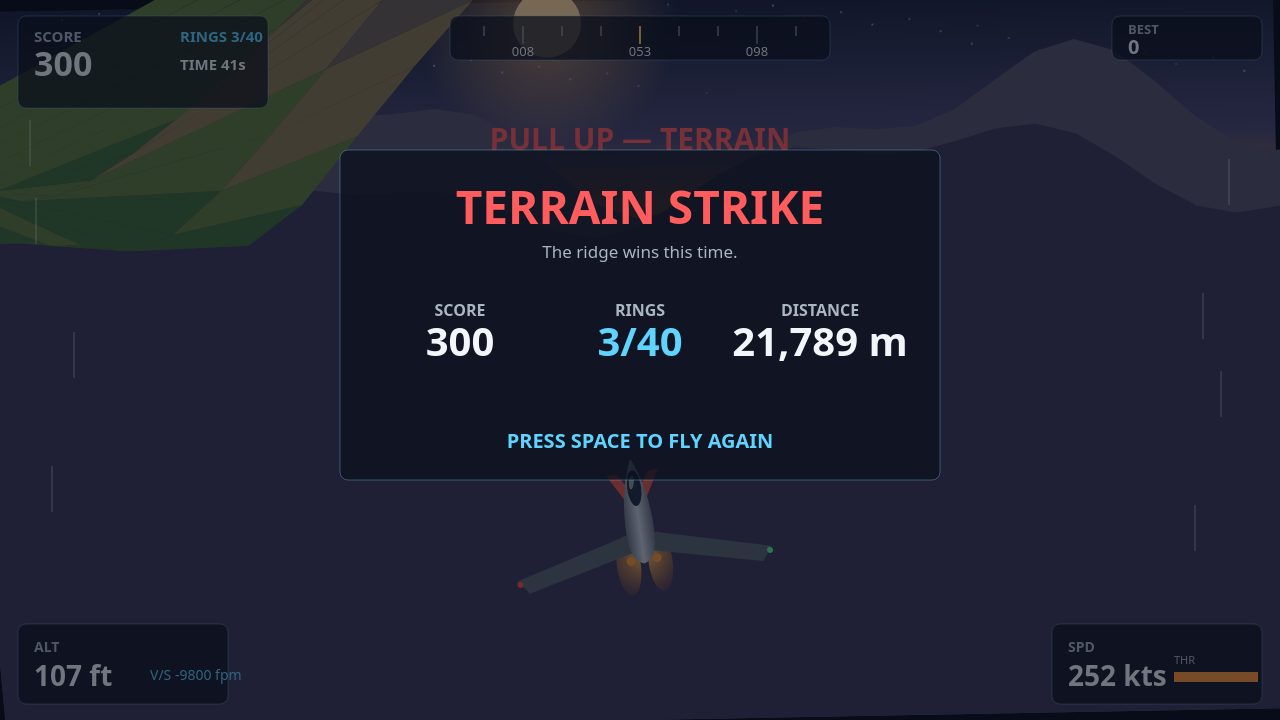 SCORE
300
RINGS 3/40
TIME 41s
008 053 098
BEST
0
PULL UP — TERRAIN
TERRAIN STRIKE
The ridge wins this time.
SCORE RINGS DISTANCE
300 3/40 21,789 m
PRESS SPACE TO FLY AGAIN
ALT
107 ft V/S -9800 fpm
SPD
252 kts THR